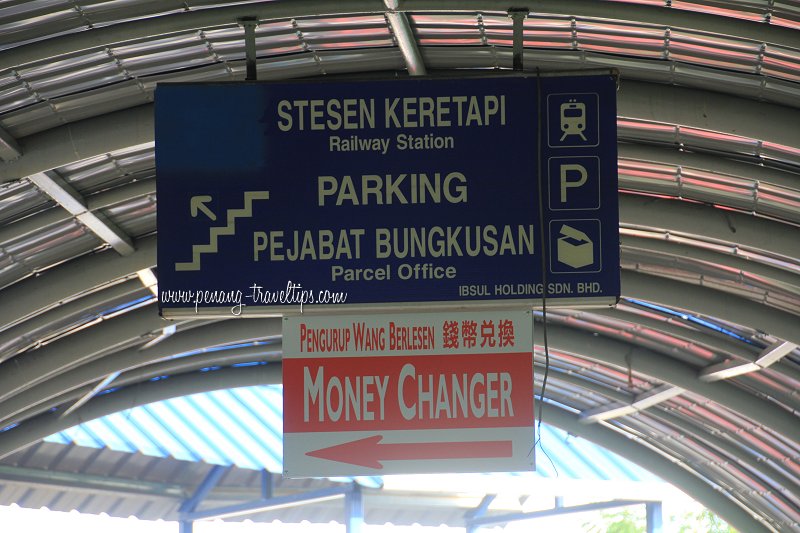 STESEN KERETAPI
Railway Station
PARKING
P
PEJABAT BUNGKUSAN
Parcel Office
IBSUL HOLDING SDN. BHD.
www.penang-traveltips.com
PENGURUP WANG BERLESEN 錢幣兑換
MONEY CHANGER